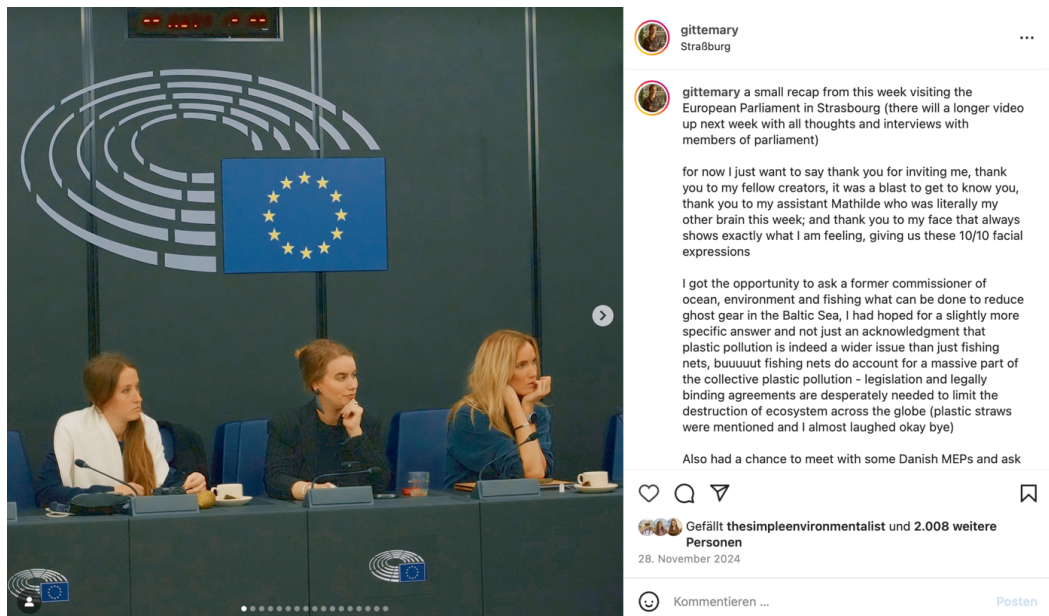 gittemary
Straßburg
gittemary a small recap from this week visiting the
European Parliament in Strasbourg (there will a longer video
up next week with all thoughts and interviews with
members of parliament)
for now I just want to say thank you for inviting me, thank
you to my fellow creators, it was a blast to get to know you,
thank you to my assistant Mathilde who was literally my
other brain this week; and thank you to my face that always
shows exactly what I am feeling, giving us these 10/10 facial
expressions
I got the opportunity to ask a former commissioner of
ocean, environment and fishing what can be done to reduce
ghost gear in the Baltic Sea, I had hoped for a slightly more
specific answer and not just an acknowledgment that
plastic pollution is indeed a wider issue than just fishing
nets, buuuuut fishing nets do account for a massive part of
the collective plastic pollution - legislation and legally
binding agreements are desperately needed to limit the
destruction of ecosystem across the globe (plastic straws
were mentioned and I almost laughed okay bye)
Also had a chance to meet with some Danish MEPs and ask
Gefällt thesimpleenvironmentalist und 2.008 weitere
Personen
28. November 2024
Kommentieren ...
Posten